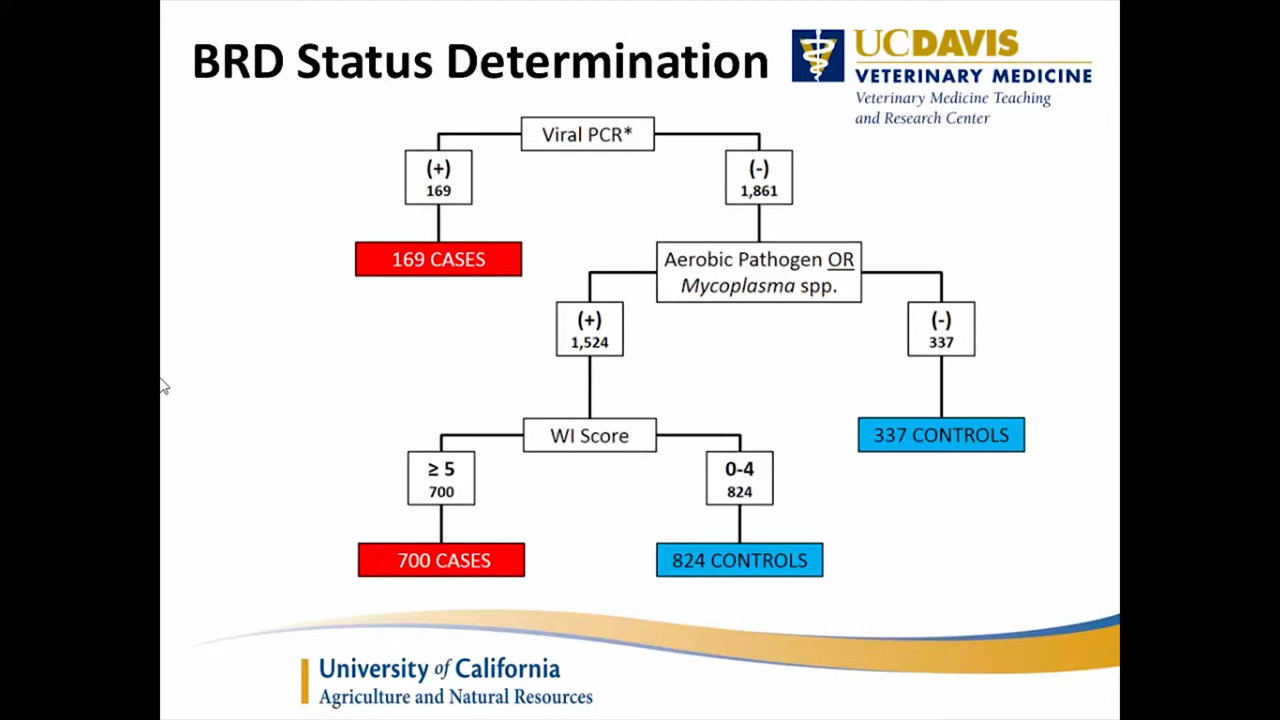 BRD Status Determination
UCDAVIS
VETERINARY MEDICINE
Veterinary Medicine Teaching
and Research Center
Viral PCR*
(+)
169
(-)
1,861
169 CASES
Aerobic Pathogen OR
Mycoplasma spp.
(+)
1,524
(-)
337
337 CONTROLS
WI Score
≥ 5
700
0-4
824
700 CASES
824 CONTROLS
University of California
Agriculture and Natural Resources